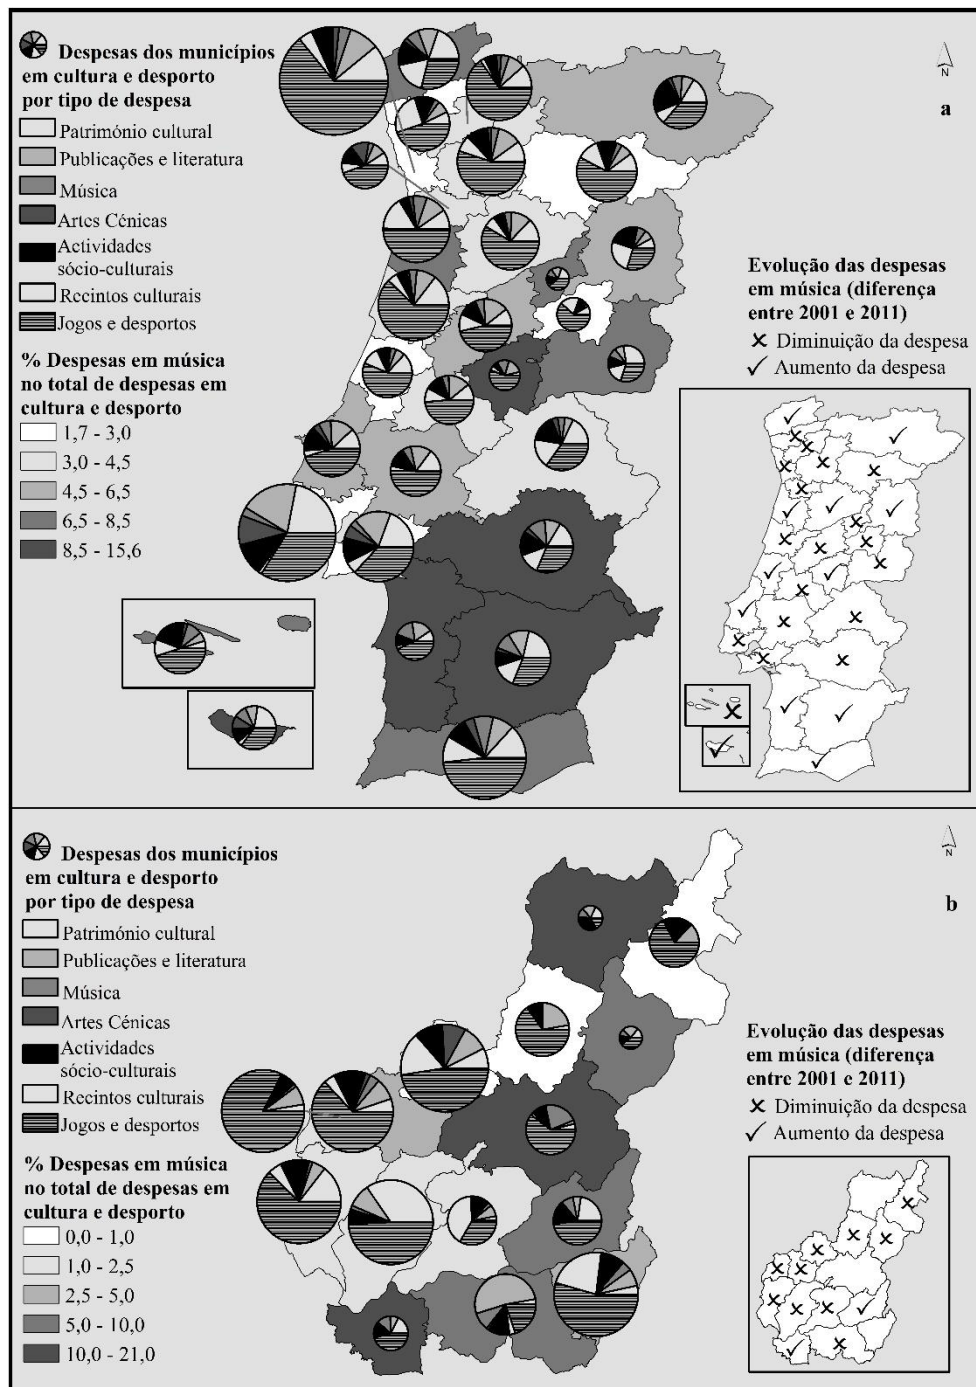 Despesas dos municípios
em cultura e desporto
por tipo de despesa
Património cultural
Publicações e literatura
Música
Artes Cénicas
Actividades
sócio-culturais
Recintos culturais
Jogos e desportos
% Despesas em música
no total de despesas em
cultura e desporto
1,7 - 3,0
3,0 - 4,5
4,5 - 6,5
6,5 - 8,5
8,5 - 15,6
N
a
Evolução das despesas
em música (diferença
entre 2001 e 2011)
Diminuição da despesa
Aumento da despesa
Despesas dos municípios
em cultura e desporto
por tipo de despesa
Património cultural
Publicações e literatura
Música
Artes Cénicas
Actividades
sócio-culturais
Recintos culturais
Jogos e desportos
% Despesas em música
no total de despesas em
cultura e desporto
0,0 - 1,0
1,0 - 2,5
2,5 - 5,0
5,0 - 10,0
10,0 - 21,0
N
b
Evolução das despesas
em música (diferença
entre 2001 e 2011)
Diminuição da despesa
Aumento da despesa